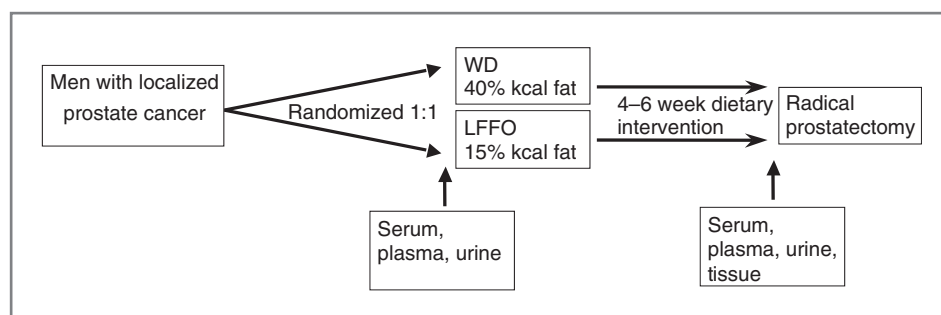 Men with localized
prostate cancer
Randomized 1:1
WD
40% kcal fat
LFFO
15% kcal fat
4–6 week dietary
intervention
Radical
prostatectomy
Serum,
plasma, urine
Serum,
plasma, urine,
tissue